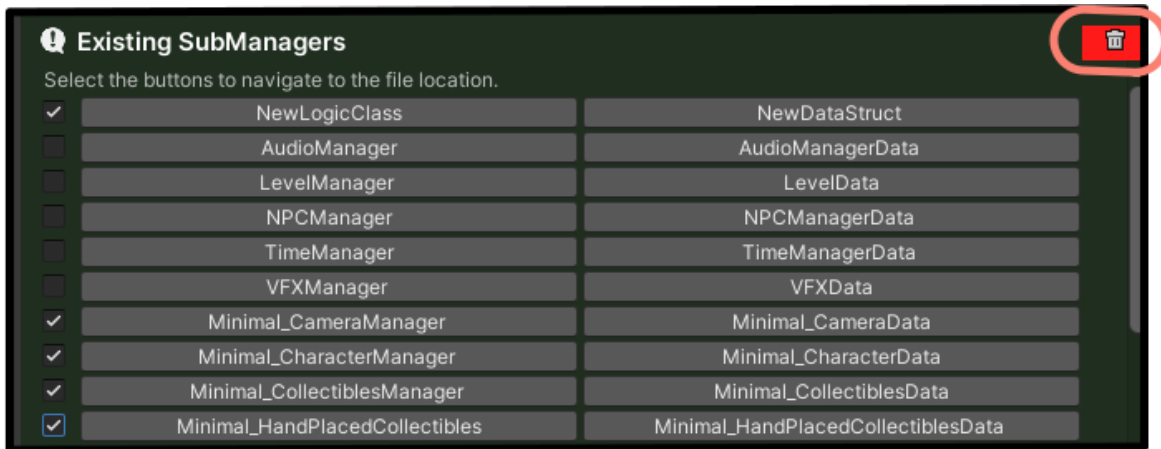 Existing SubManagers
Select the buttons to navigate to the file location.
NewLogicClass NewDataStruct
AudioManager AudioManagerData
LevelManager LevelData
NPCManager NPCManagerData
TimeManager TimeManagerData
VFXManager VFXData
Minimal_CameraManager Minimal_CameraData
Minimal_CharacterManager Minimal_CharacterData
Minimal_CollectiblesManager Minimal_CollectiblesData
Minimal_HandPlacedCollectibles Minimal_HandPlacedCollectiblesData